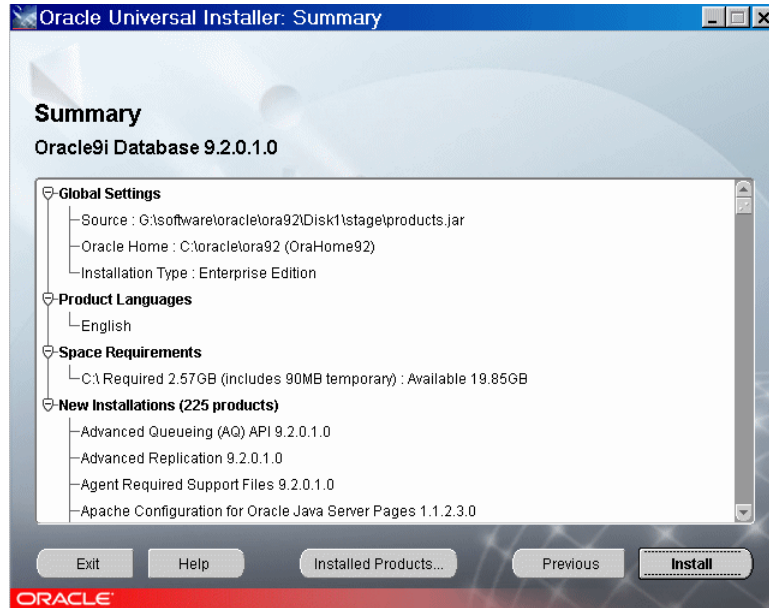 Oracle Universal Installer: Summary
Summary
Oracle9i Database 9.2.0.1.0
Global Settings
Source : G:\software\oracle\ora92\Disk1\stage\products.jar
Oracle Home : C:\oracle\ora92 (OraHome92)
Installation Type : Enterprise Edition
Product Languages
English
Space Requirements
C:\ Required 2.57GB (includes 90MB temporary) : Available 19.85GB
New Installations (225 products)
Advanced Queueing (AQ) API 9.2.0.1.0
Advanced Replication 9.2.0.1.0
Agent Required Support Files 9.2.0.1.0
Apache Configuration for Oracle Java Server Pages 1.1.2.3.0
Exit Help Installed Products... Previous Install
ORACLE